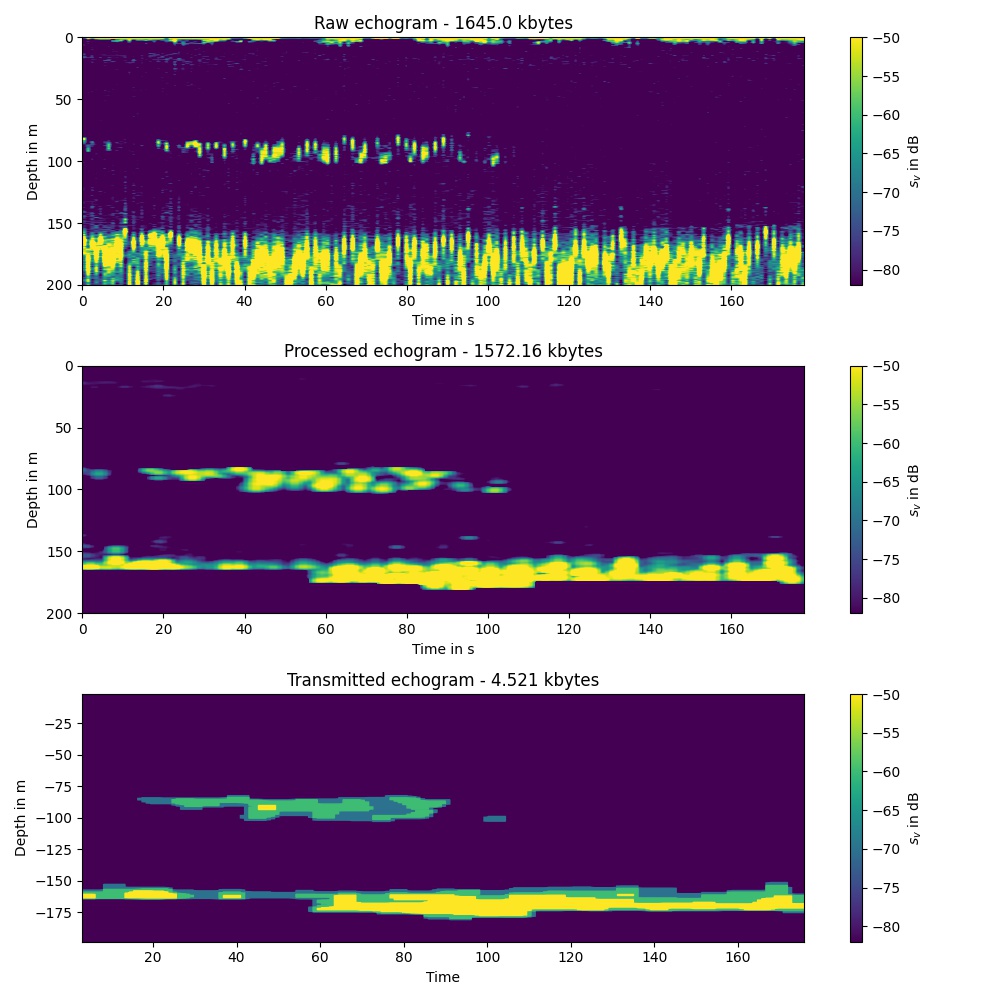 Raw echogram - 1645.0 kbytes
0
50
100
150
200
Depth in m
0 20 40 60 80 100 120 140 160
Time in s
−50
−55
−60
−65
−70
−75
−80
s_v in dB
Processed echogram - 1572.16 kbytes
0
50
100
150
200
Depth in m
0 20 40 60 80 100 120 140 160
Time in s
−50
−55
−60
−65
−70
−75
−80
s_v in dB
Transmitted echogram - 4.521 kbytes
−25
−50
−75
−100
−125
−150
−175
Depth in m
20 40 60 80 100 120 140 160
Time
−50
−55
−60
−65
−70
−75
−80
s_v in dB